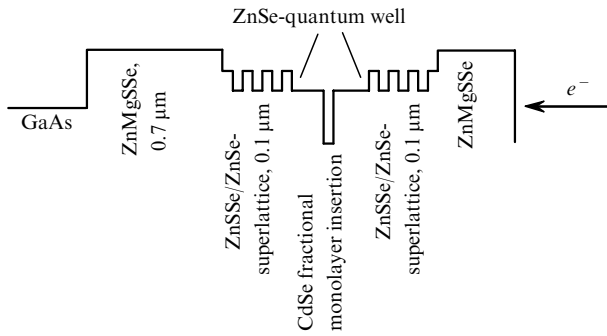 ZnSe-quantum well
e⁻
GaAs
ZnMgSSe,
0.7 μm
ZnSSe/ZnSe-
superlattice, 0.1 μm
CdSe fractional
monolayer insertion
ZnSSe/ZnSe-
superlattice, 0.1 μm
ZnMgSSe